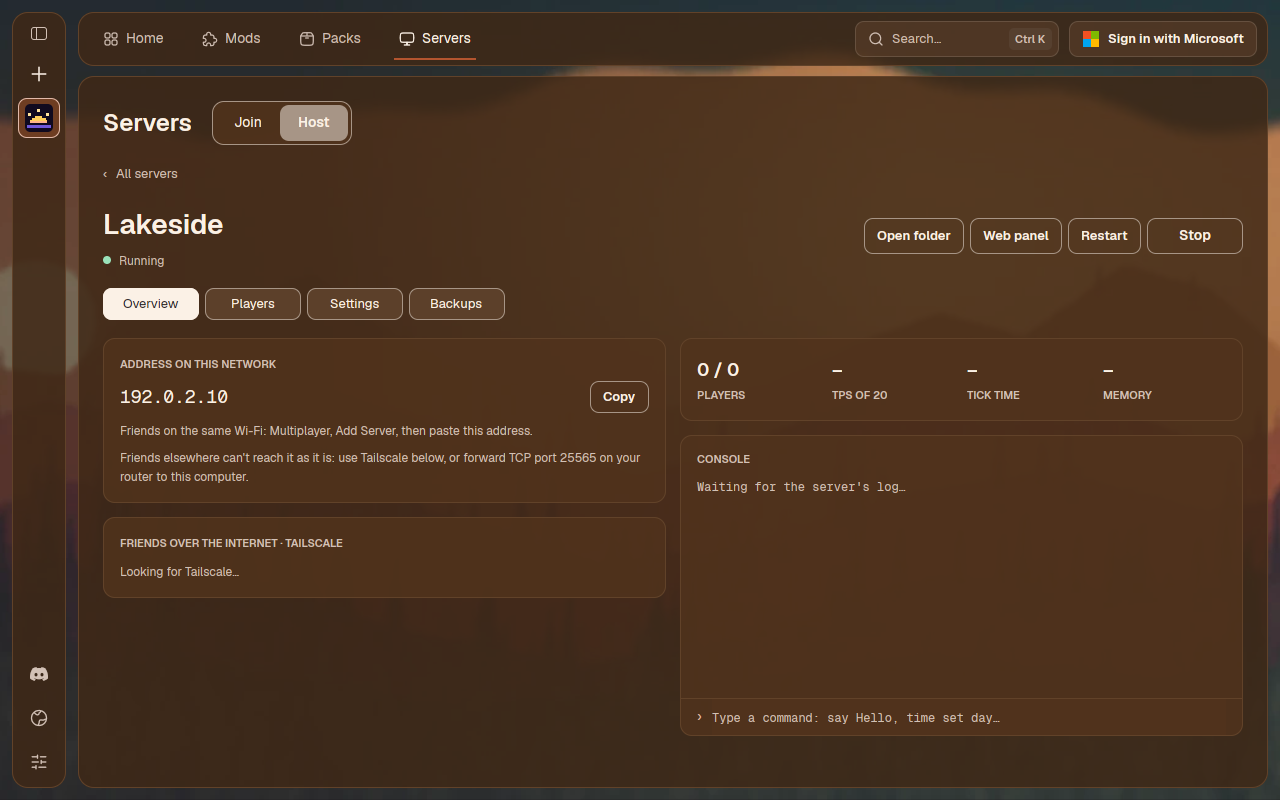 Home
Mods
Packs
Servers
Search…
Ctrl K
Sign in with Microsoft
Servers
Join
Host
‹ All servers
Lakeside
Running
Open folder
Web panel
Restart
Stop
Overview
Players
Settings
Backups
ADDRESS ON THIS NETWORK
192.0.2.10
Copy
Friends on the same Wi-Fi: Multiplayer, Add Server, then paste this address.
Friends elsewhere can't reach it as it is: use Tailscale below, or forward TCP port 25565 on your
router to this computer.
FRIENDS OVER THE INTERNET · TAILSCALE
Looking for Tailscale…
0 / 0
PLAYERS
–
TPS OF 20
–
TICK TIME
–
MEMORY
CONSOLE
Waiting for the server's log…
› Type a command: say Hello, time set day…